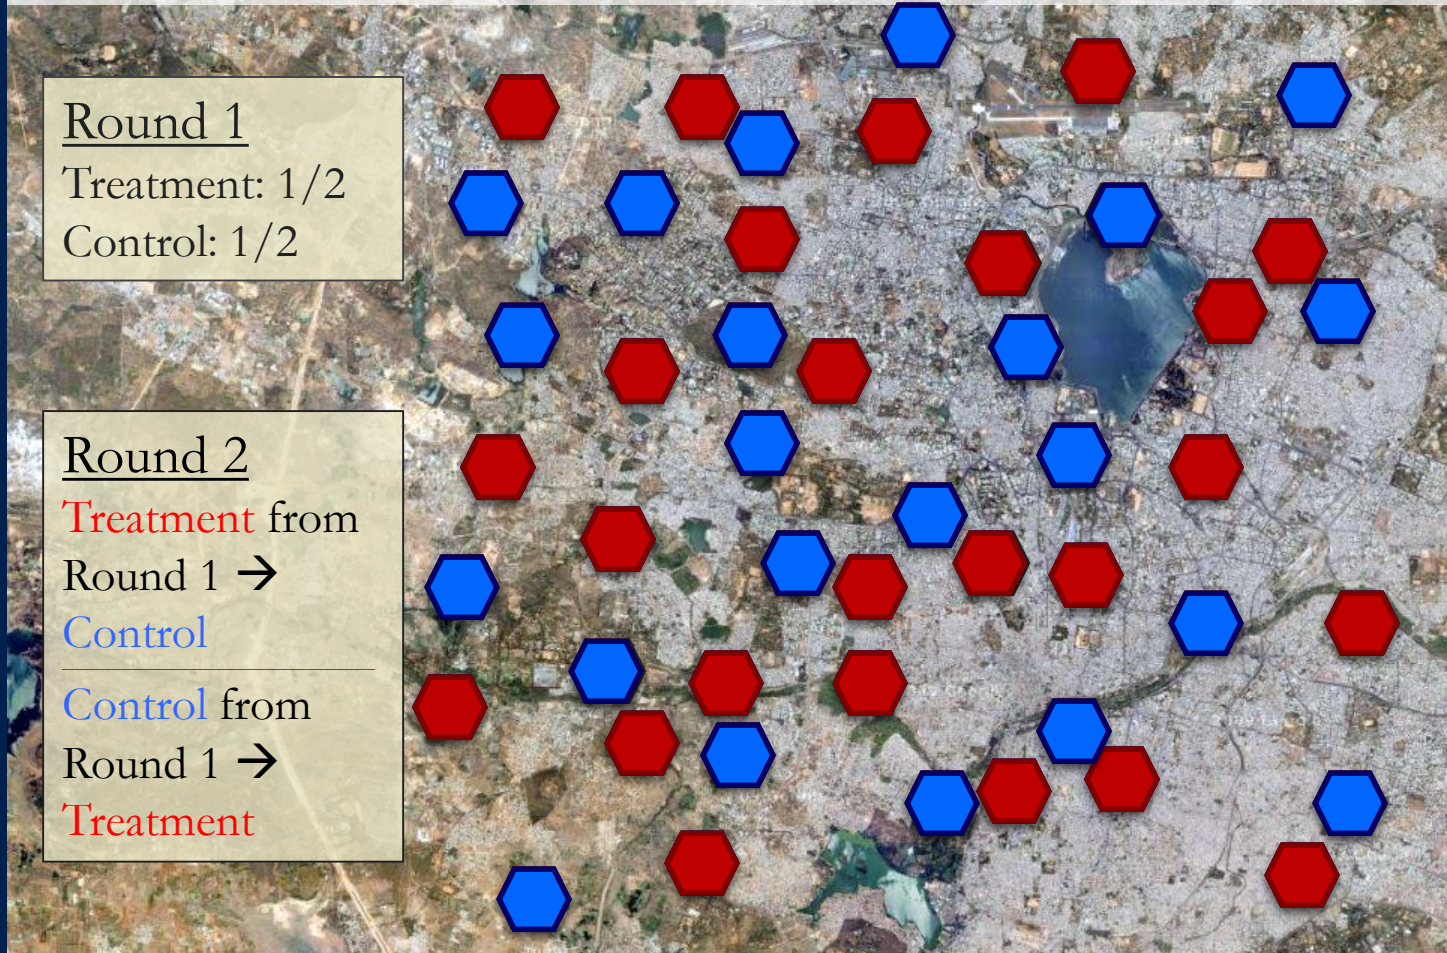 Round 1
Treatment: 1/2
Control: 1/2
Round 2
Treatment from
Round 1 →
Control
Control from
Round 1 →
Treatment